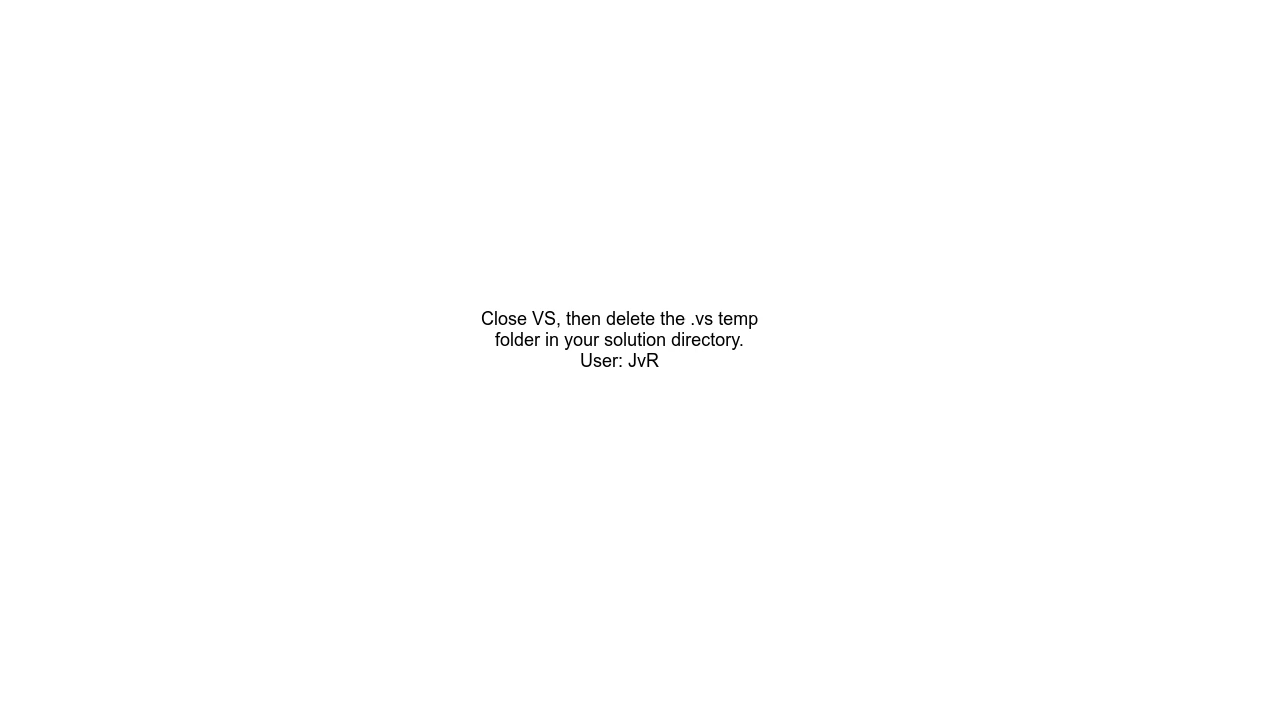 Close VS, then delete the .vs temp
folder in your solution directory.
User: JvR